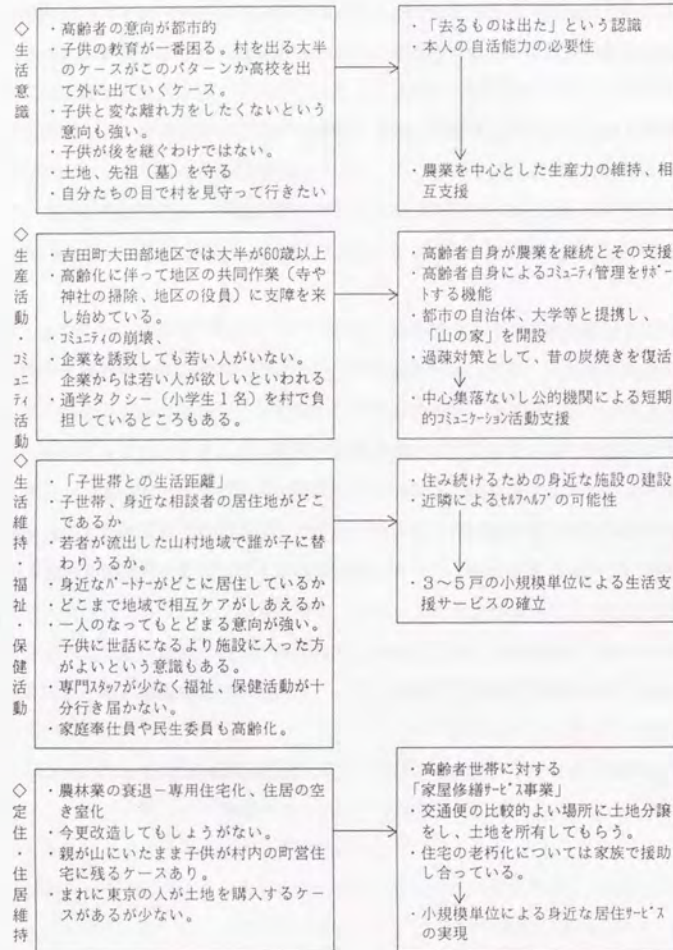 ◇生活意識
・高齢者の意向が都市的
・子供の教育が一番困る。村を出る大半
のケースがこのパターンか高校を出
て外に出ていくケース。
・子供と変な離れ方をしたくないという
意向も強い。
・子供が後を継ぐわけではない。
・土地、先祖（墓）を守る
・自分たちの目で村を見守って行きたい
・「去るものは出た」という認識
・本人の自活能力の必要性
・農業を中心とした生産力の維持、相
互支援
◇生産活動・コミュニティ活動
・吉田町大田部地区では大半が60歳以上
・高齢化に伴って地区の共同作業（寺や
神社の掃除、地区の役員）に支障を来
し始めている。
・コミュニティの崩壊、
・企業を誘致しても若い人がいない。
企業からは若い人が欲しいといわれる
・通学タクシー（小学生１名）を村で負
担しているところもある。
・高齢者自身が農業を継続とその支援
・高齢者自身によるコミュニティ管理をサポー
トする機能
・都市の自治体、大学等と提携し、
「山の家」を開設
・過疎対策として、昔の炭焼きを復活
・中心集落ないし公的機関による短期
的コミュニケーション活動支援
◇生活維持・福祉・保健活動
・「子世帯との生活距離」
・子世帯、身近な相談者の居住地がどこ
であるか
・若者が流出した山村地域で誰が子に替
わりうるか。
・身近なパートナーがどこに居住しているか
・どこまで地域で相互ケアがしあえるか
・一人のなってもとどまる意向が強い。
子供に世話になるより施設に入った方
がよいという意識もある。
・専門スタッフが少なく福祉、保健活動が十
分行き届かない。
・家庭奉仕員や民生委員も高齢化。
・住み続けるための身近な施設の建設
・近隣によるセルフヘルプの可能性
・３～５戸の小規模単位による生活支
援サービスの確立
◇定住・住居維持
・農林業の衰退－専用住宅化、住居の空
き室化
・今更改造してもしょうがない。
・親が山にいたまま子供が村内の町営住
宅に残るケースあり。
・まれに東京の人が土地を購入するケー
スがあるが少ない。
・高齢者世帯に対する
「家屋修繕サービス事業」
・交通便の比較的よい場所に土地分譲
をし、土地を所有してもらう。
・住宅の老朽化については家族で援助
し合っている。
・小規模単位による身近な居住サービス
の実現